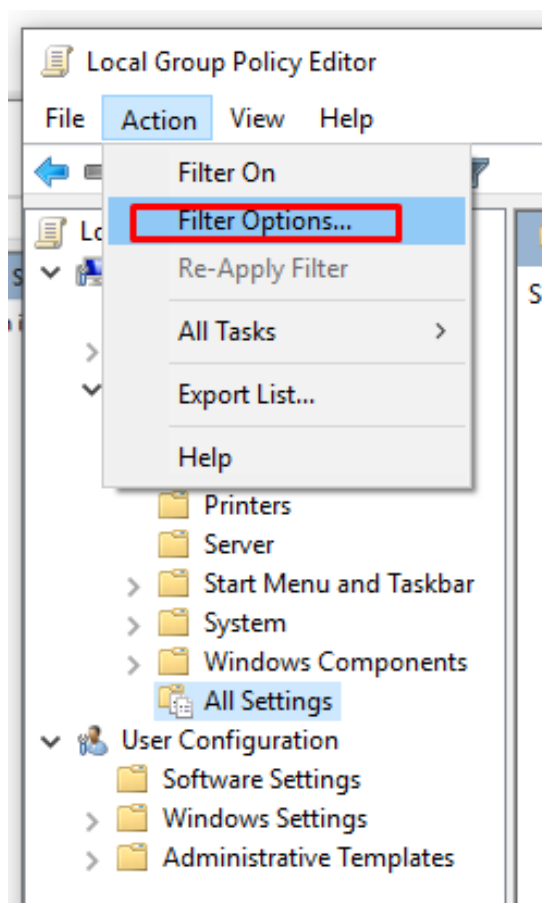 Local Group Policy Editor
File Action View Help
Filter On
Filter Options...
Re-Apply Filter
All Tasks
Export List...
Help
Printers
Server
Start Menu and Taskbar
System
Windows Components
All Settings
User Configuration
Software Settings
Windows Settings
Administrative Templates